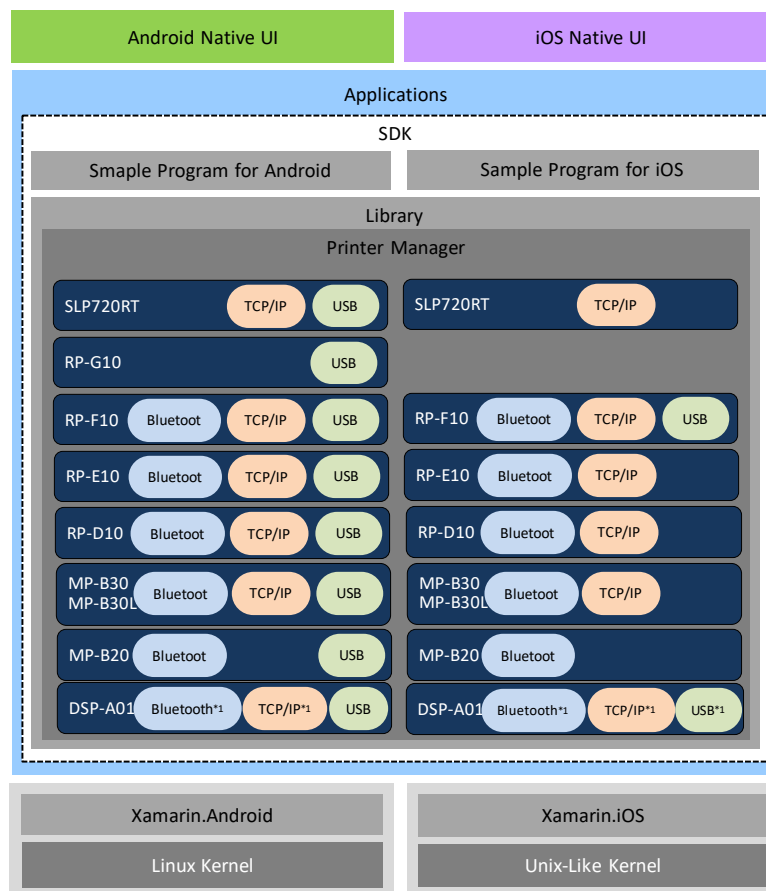 Android Native UI
iOS Native UI
Applications
SDK
Smaple Program for Android
Sample Program for iOS
Library
Printer Manager
SLP720RT TCP/IP USB
SLP720RT TCP/IP
RP-G10 USB
RP-F10 Bluetoot TCP/IP USB
RP-F10 Bluetoot TCP/IP USB
RP-E10 Bluetoot TCP/IP USB
RP-E10 Bluetoot TCP/IP
RP-D10 Bluetoot TCP/IP USB
RP-D10 Bluetoot TCP/IP
MP-B30
MP-B30L Bluetoot TCP/IP USB
MP-B30
MP-B30L Bluetoot TCP/IP
MP-B20 Bluetoot USB
MP-B20 Bluetoot
DSP-A01 Bluetooth*1 TCP/IP*1 USB
DSP-A01 Bluetooth*1 TCP/IP*1 USB*1
Xamarin.Android
Xamarin.iOS
Linux Kernel
Unix-Like Kernel